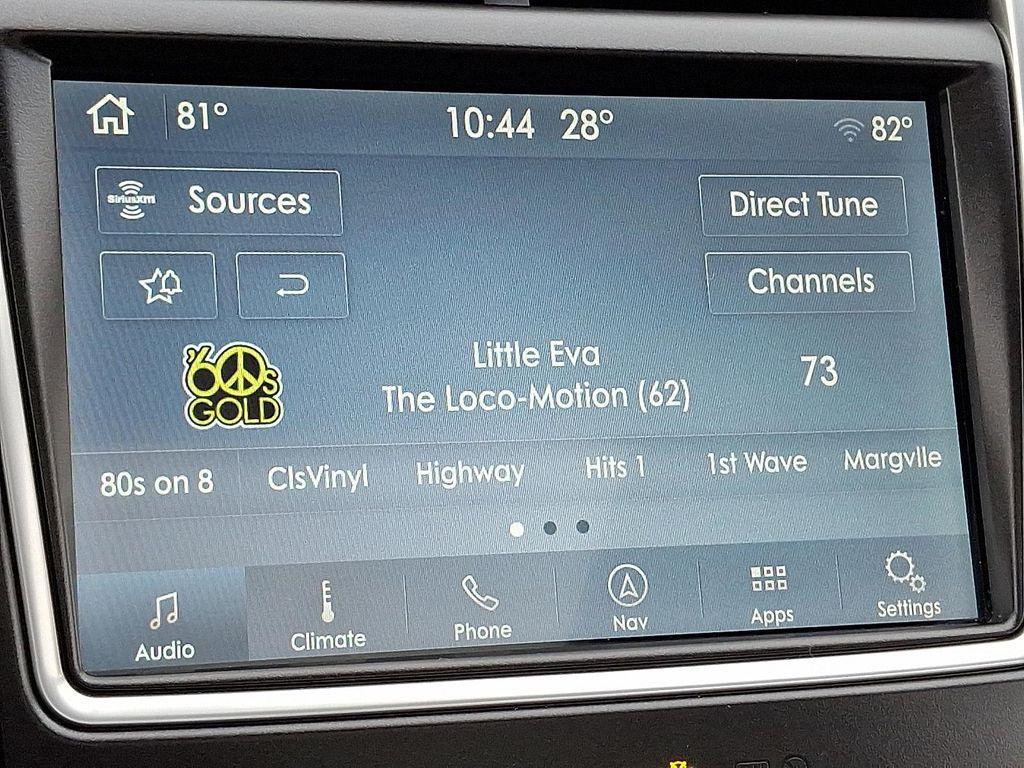 81°
10:44 28°
82°
SiriusXM
Sources
Direct Tune
Channels
'60s
GOLD
Little Eva
The Loco-Motion (62)
73
80s on 8
ClsVinyl
Highway
Hits 1
1st Wave
Margvlle
Audio
Climate
Phone
Nav
Apps
Settings